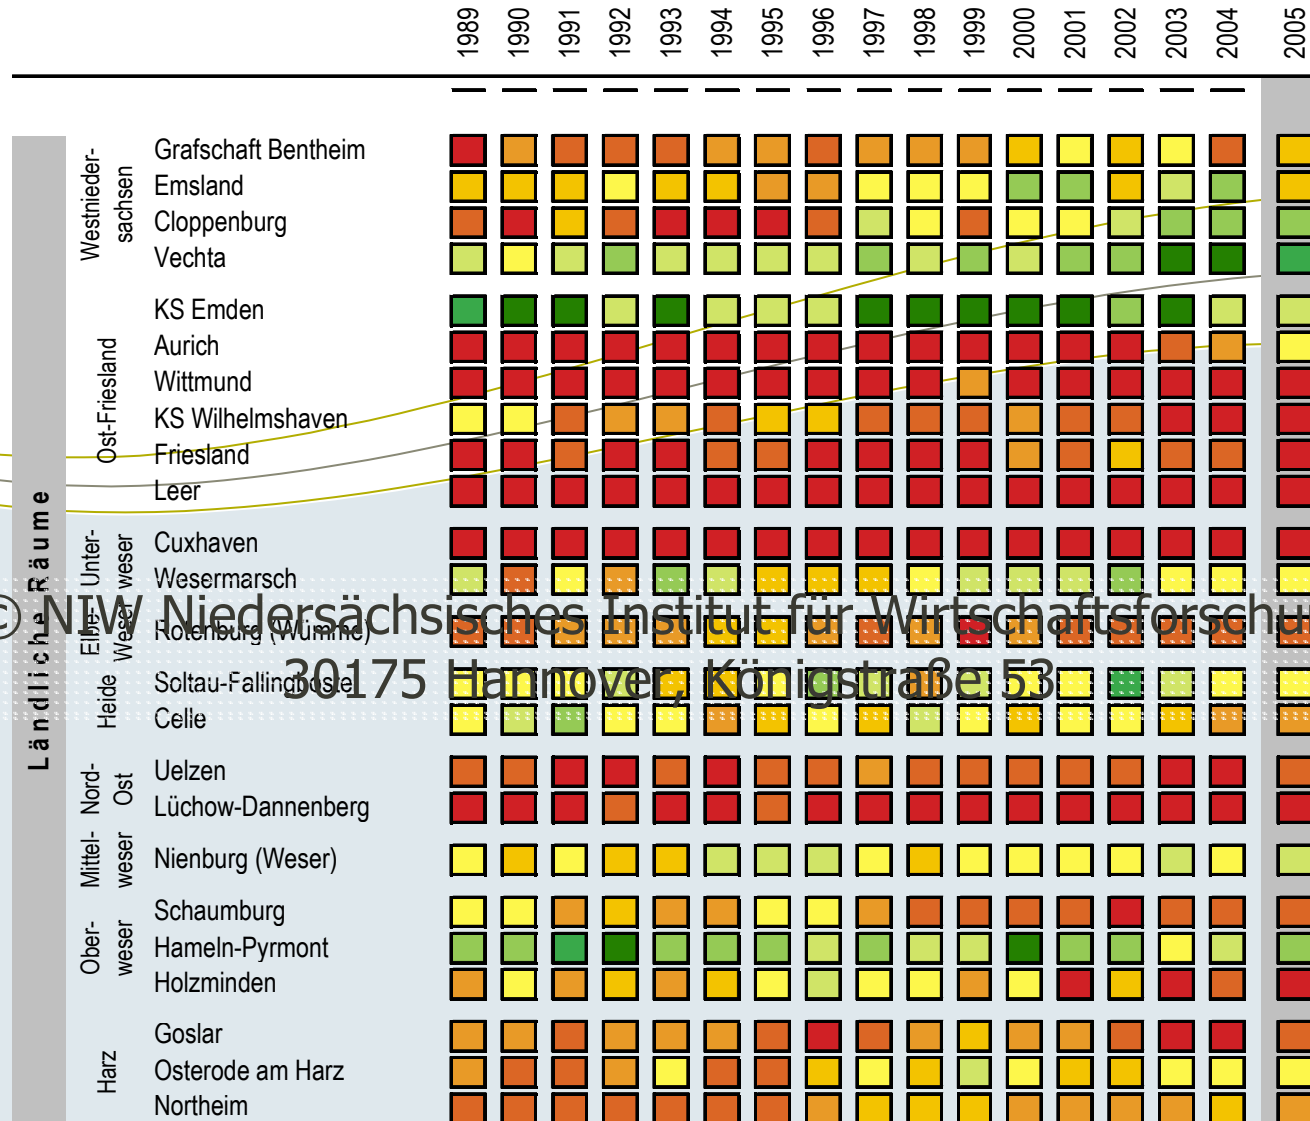 1989 1990 1991 1992 1993 1994 1995 1996 1997 1998 1999 2000 2001 2002 2003 2004 2005
Ländliche Räume
Westnieder-
sachsen
Grafschaft Bentheim
Emsland
Cloppenburg
Vechta
Ost-Friesland
KS Emden
Aurich
Wittmund
KS Wilhelmshaven
Friesland
Leer
Unter-
weser
Cuxhaven
Wesermarsch
Elbe-
Weser
Rotenburg (Wümme)
Heide
Soltau-Fallingbostel
Celle
Nord-
Ost
Uelzen
Lüchow-Dannenberg
Mittel-
weser
Nienburg (Weser)
Ober-
weser
Schaumburg
Hameln-Pyrmont
Holzminden
Harz
Goslar
Osterode am Harz
Northeim
© NIW Niedersächsisches Institut für Wirtschaftsforschu
30175 Hannover, Königstraße 53